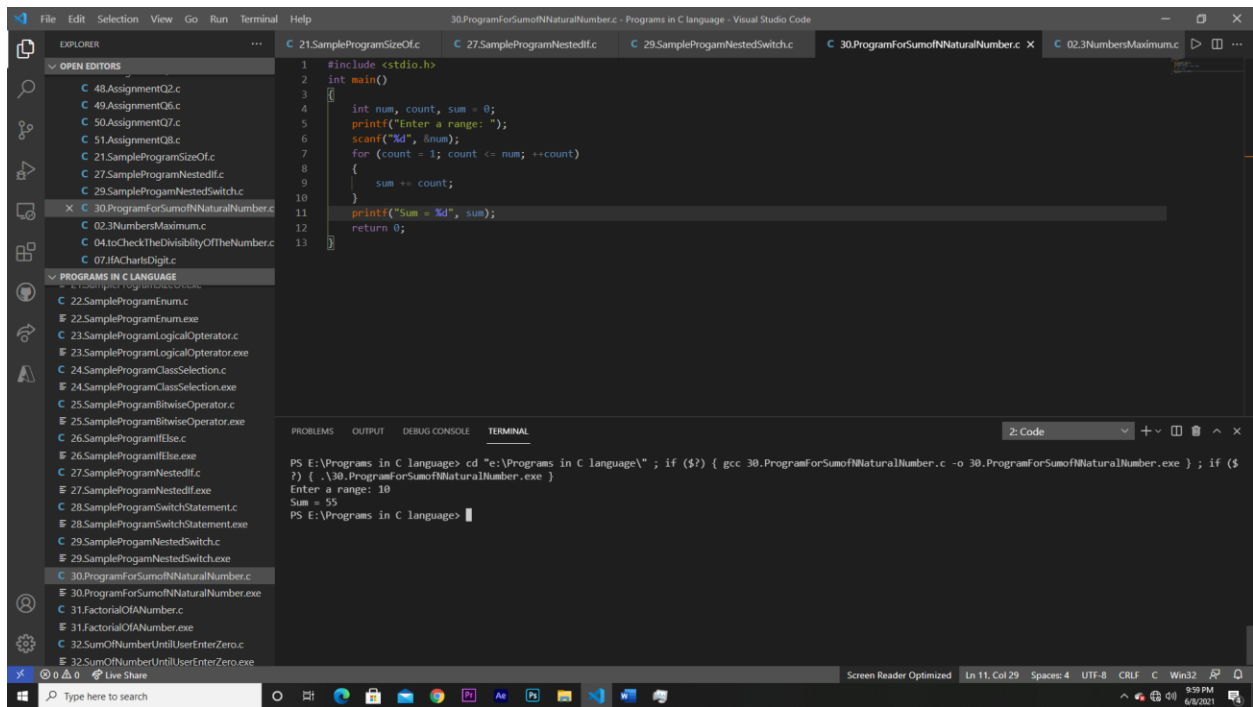 File Edit Selection View Go Run Terminal Help
30.ProgramForSumofNNaturalNumber.c - Programs in C language - Visual Studio Code
EXPLORER
21.SampleProgramSizeOf.c
27.SampleProgramNestedIf.c
29.SampleProgamNestedSwitch.c
30.ProgramForSumofNNaturalNumber.c
02.3NumbersMaximum.c
OPEN EDITORS
C 48.AssignmentQ2.c
C 49.AssignmentQ6.c
C 50.AssignmentQ7.c
C 51.AssignmentQ8.c
C 21.SampleProgramSizeOf.c
C 27.SampleProgramNestedIf.c
C 29.SampleProgamNestedSwitch.c
C 30.ProgramForSumofNNaturalNumber.c
C 02.3NumbersMaximum.c
C 04.toCheckTheDivisiblityOfTheNumber.c
C 07.IfACharIsDigit.c
PROGRAMS IN C LANGUAGE
21.SampleProgramSizeOf.exe
C 22.SampleProgramEnum.c
22.SampleProgramEnum.exe
C 23.SampleProgramLogicalOpterator.c
23.SampleProgramLogicalOpterator.exe
C 24.SampleProgramClassSelection.c
24.SampleProgramClassSelection.exe
C 25.SampleProgramBitwiseOperator.c
25.SampleProgramBitwiseOperator.exe
C 26.SampleProgramIfElse.c
26.SampleProgramIfElse.exe
C 27.SampleProgramNestedIf.c
27.SampleProgramNestedIf.exe
C 28.SampleProgramSwitchStatement.c
28.SampleProgramSwitchStatement.exe
C 29.SampleProgamNestedSwitch.c
29.SampleProgamNestedSwitch.exe
C 30.ProgramForSumofNNaturalNumber.c
30.ProgramForSumofNNaturalNumber.exe
C 31.FactorialOfANumber.c
31.FactorialOfANumber.exe
C 32.SumOfNumberUntilUserEnterZero.c
32.SumOfNumberUntilUserEnterZero.exe
1 #include <stdio.h>
2 int main()
3 {
4 int num, count, sum = 0;
5 printf("Enter a range: ");
6 scanf("%d", &num);
7 for (count = 1; count <= num; ++count)
8 {
9 sum += count;
10 }
11 printf("Sum = %d", sum);
12 return 0;
13 }
PROBLEMS OUTPUT DEBUG CONSOLE TERMINAL
2: Code
PS E:\Programs in C language> cd "e:\Programs in C language\" ; if ($?) { gcc 30.ProgramForSumofNNaturalNumber.c -o 30.ProgramForSumofNNaturalNumber.exe } ; if ($
?) { .\30.ProgramForSumofNNaturalNumber.exe }
Enter a range: 10
Sum = 55
PS E:\Programs in C language>
0 0 Live Share
Screen Reader Optimized Ln 11, Col 29 Spaces: 4 UTF-8 CRLF C Win32
Type here to search
Pr Ae Ps
9:59 PM
6/8/2021
4